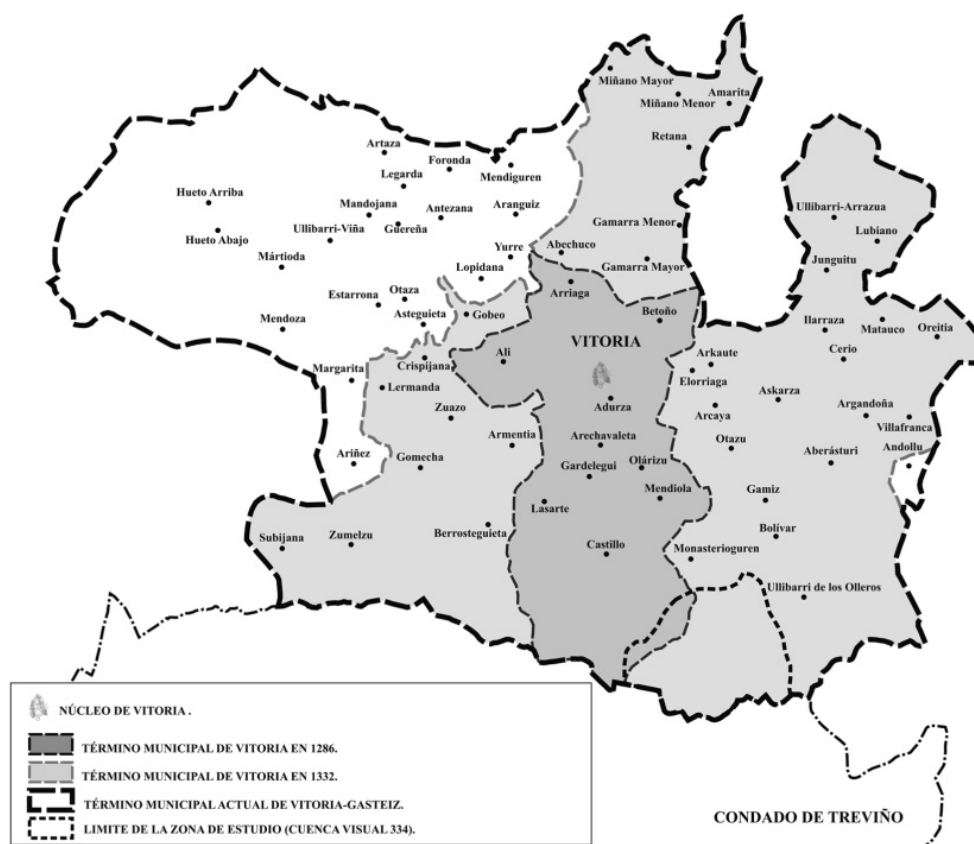 Miñano Mayor
Miñano Menor
Amarita
Retana
Artaza
Foronda
Legarda
Mendiguren
Hueto Arriba
Mandojana
Antezana
Aranguiz
Ullibarri-Arrazua
Gamarra Menor
Guereña
Hueto Abajo
Ullibarri-Viña
Lubiano
Yurre
Abechuco
Mártioda
Lopidana
Gamarra Mayor
Junguitu
Arriaga
Estarrona
Otaza
Asteguieta
Gobeo
Betoño
Mendoza
Ilarraza
Matauco
Oreitia
VITORIA
Ali
Crispijana
Arkaute
Cerio
Margarita
Lermanda
Elorriaga
Askarza
Zuazo
Adurza
Arcaya
Argandoña
Villafranca
Armentia
Arechavaleta
Otazu
Ariñez
Gomecha
Gardelegui
Olárizu
Aberásturi
Andollu
Mendiola
Gamiz
Lasarte
Bolívar
Subijana
Zumelzu
Berrosteguieta
Castillo
Monasterioguren
Ullibarri de los Olleros
NÚCLEO DE VITORIA .
TÉRMINO MUNICIPAL DE VITORIA EN 1286.
TÉRMINO MUNICIPAL DE VITORIA EN 1332.
TÉRMINO MUNICIPAL ACTUAL DE VITORIA-GASTEIZ.
LIMITE DE LA ZONA DE ESTUDIO (CUENCA VISUAL 334).
CONDADO DE TREVIÑO